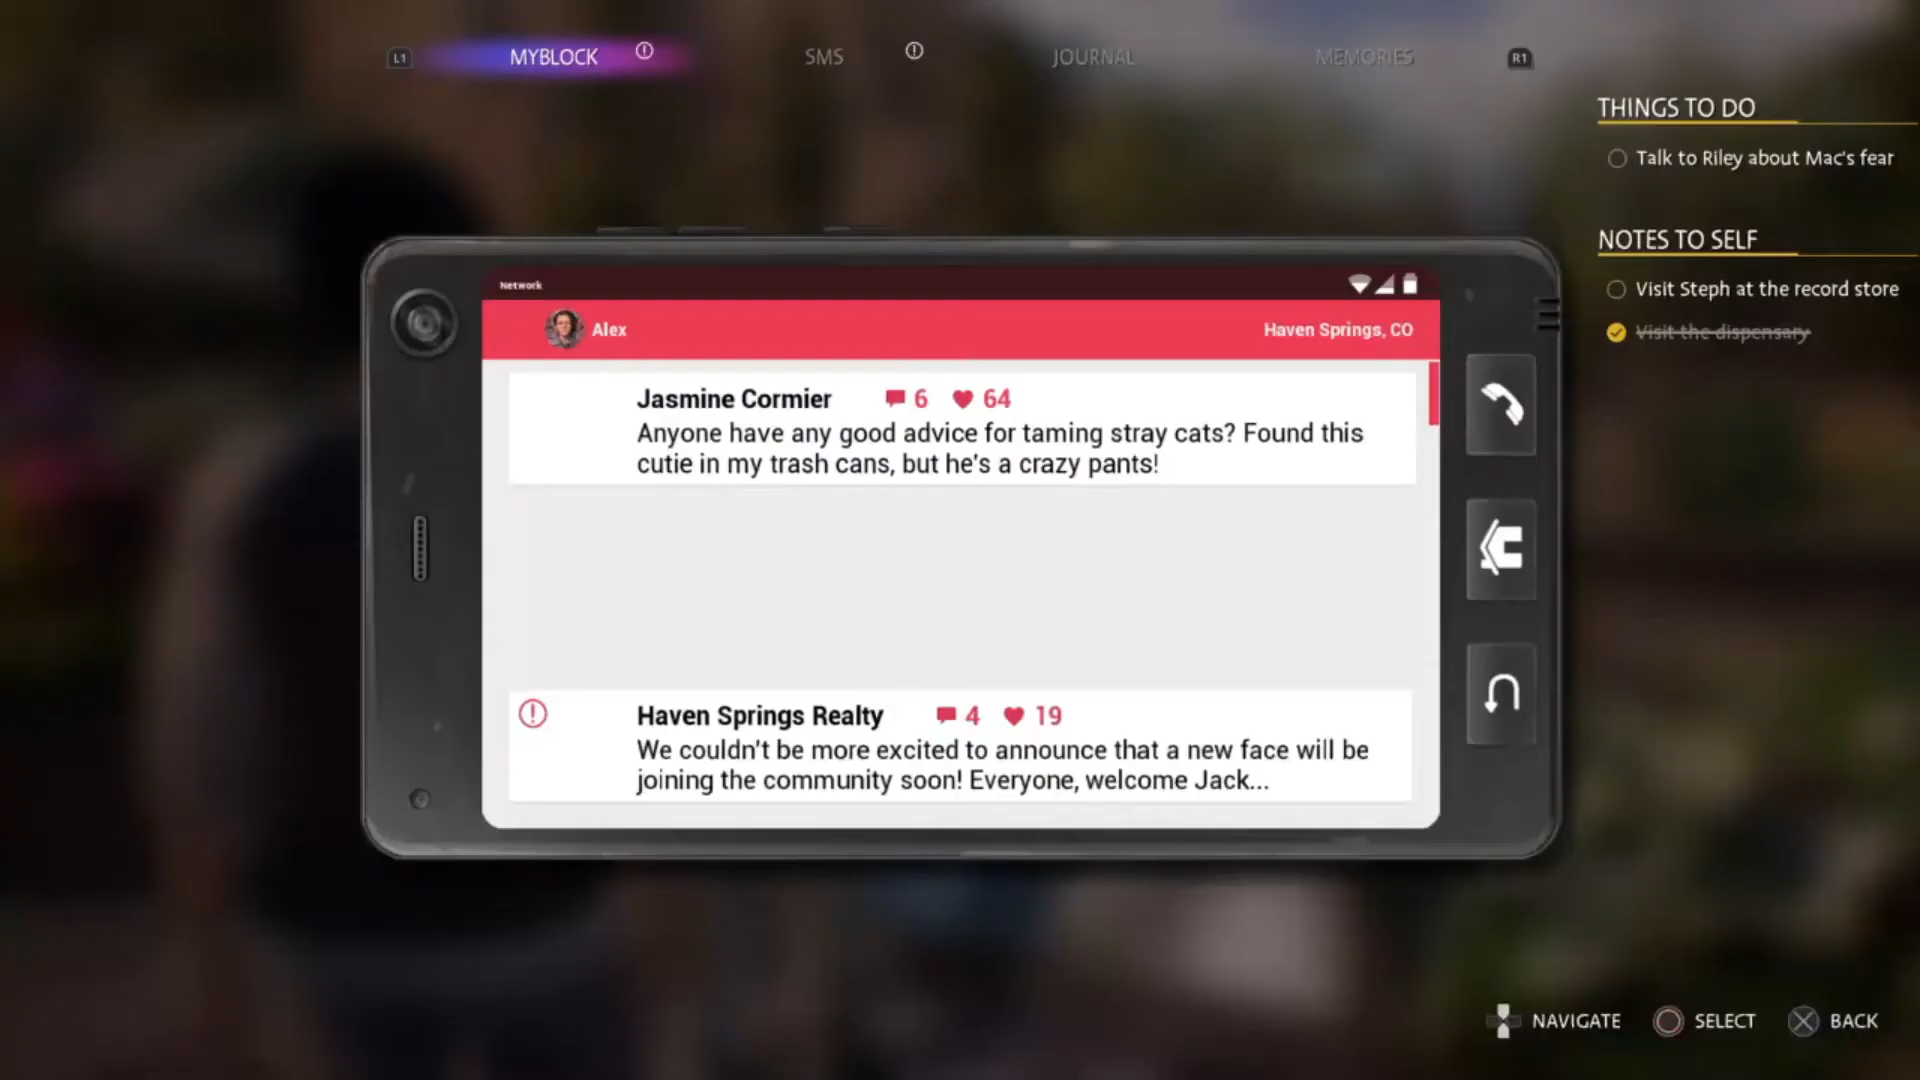 L1
MYBLOCK
SMS
JOURNAL
MEMORIES
R1
THINGS TO DO
Talk to Riley about Mac's fear
NOTES TO SELF
Visit Steph at the record store
Visit the dispensary
Network
Alex
Haven Springs, CO
Jasmine Cormier 6 64
Anyone have any good advice for taming stray cats? Found this
cutie in my trash cans, but he's a crazy pants!
Haven Springs Realty 4 19
We couldn't be more excited to announce that a new face will be
joining the community soon! Everyone, welcome Jack...
NAVIGATE SELECT BACK